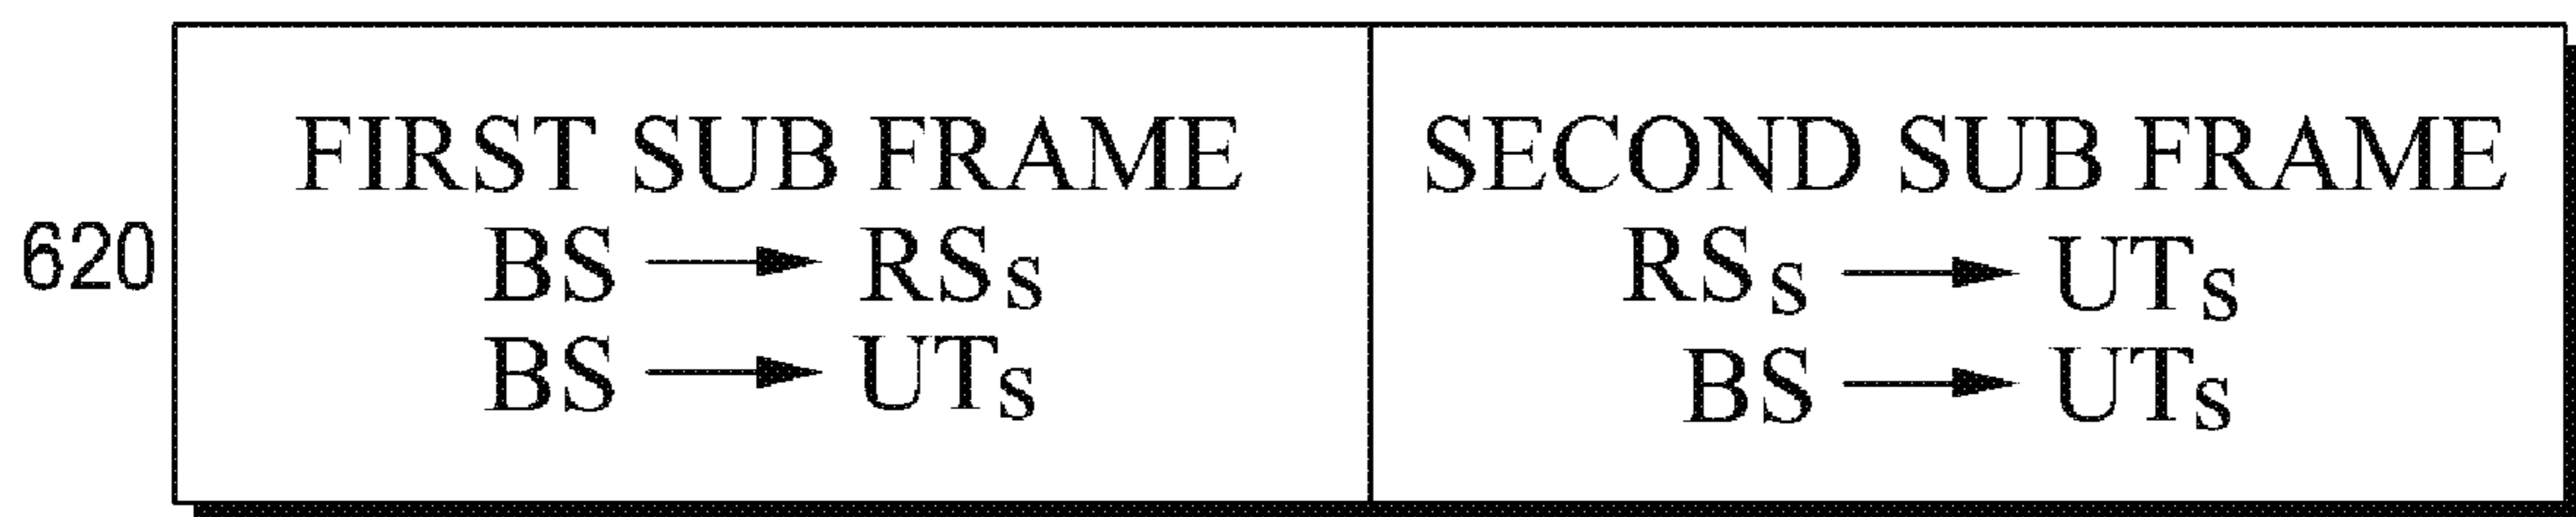 620
FIRST SUB FRAME
BS → RSs
BS → UTs
SECOND SUB FRAME
RSs → UTs
BS → UTs